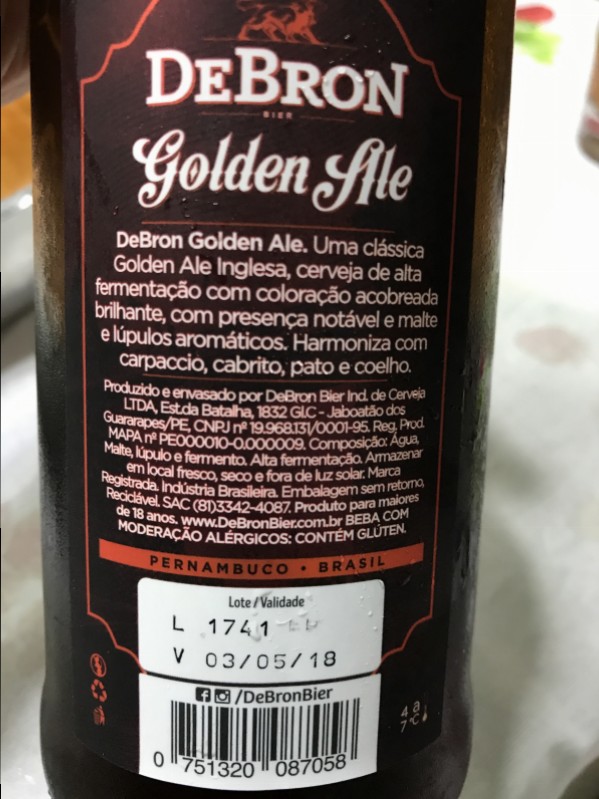 DEBRON
BIER
Golden Ale
DeBron Golden Ale. Uma clássica
Golden Ale Inglesa, cerveja de alta
fermentação com coloração acobreada
brilhante, com presença notável e malte
e lúpulos aromáticos. Harmoniza com
carpaccio, cabrito, pato e coelho.
Produzido e envasado por DeBron Bier Ind. de Cerveja
LTDA, Est.da Batalha, 1832 GI.C - Jaboatão dos
Guararapes/PE, CNPJ nº 19.968.131/0001-95. Reg. Prod.
MAPA nº PE000010-0.000009. Composição: Água,
Malte, lúpulo e fermento. Alta fermentação. Armazenar
em local fresco, seco e fora de luz solar. Marca
Registrada. Indústria Brasileira. Embalagem sem retorno,
Reciclável. SAC (81)3342-4087. Produto para maiores
de 18 anos. www.DeBronBier.com.br BEBA COM
MODERAÇÃO ALÉRGICOS: CONTÉM GLÚTEN.
PERNAMBUCO • BRASIL
Lote / Validade
L 1741
V 03/05/18
/DeBronBier
4 a
7°C
0 751320 087058